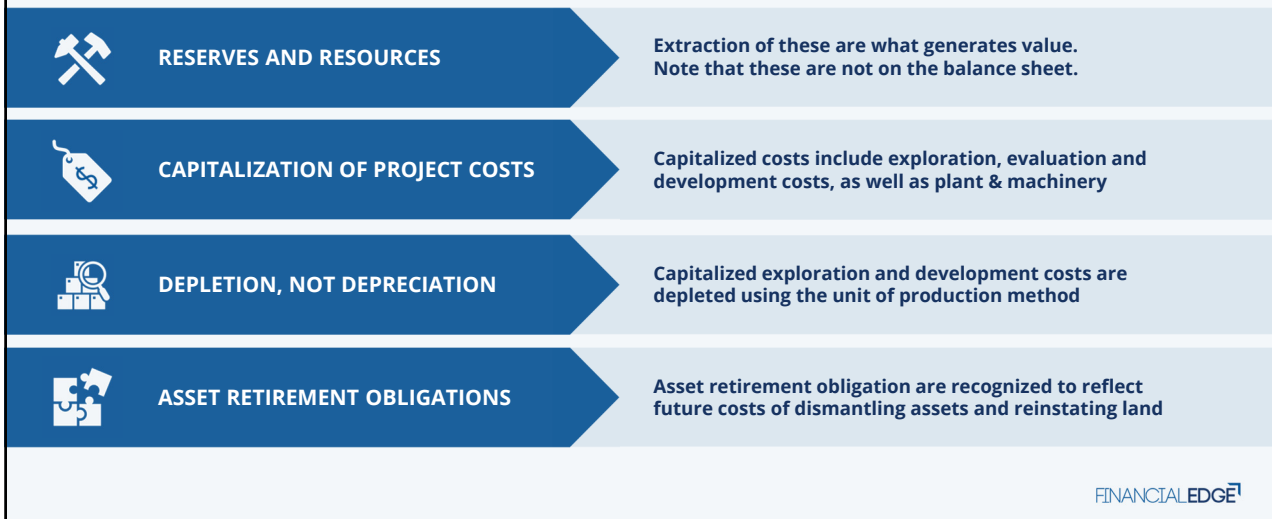 RESERVES AND RESOURCES
Extraction of these are what generates value.
Note that these are not on the balance sheet.
CAPITALIZATION OF PROJECT COSTS
Capitalized costs include exploration, evaluation and
development costs, as well as plant & machinery
DEPLETION, NOT DEPRECIATION
Capitalized exploration and development costs are
depleted using the unit of production method
ASSET RETIREMENT OBLIGATIONS
Asset retirement obligation are recognized to reflect
future costs of dismantling assets and reinstating land
FINANCIALEDGE